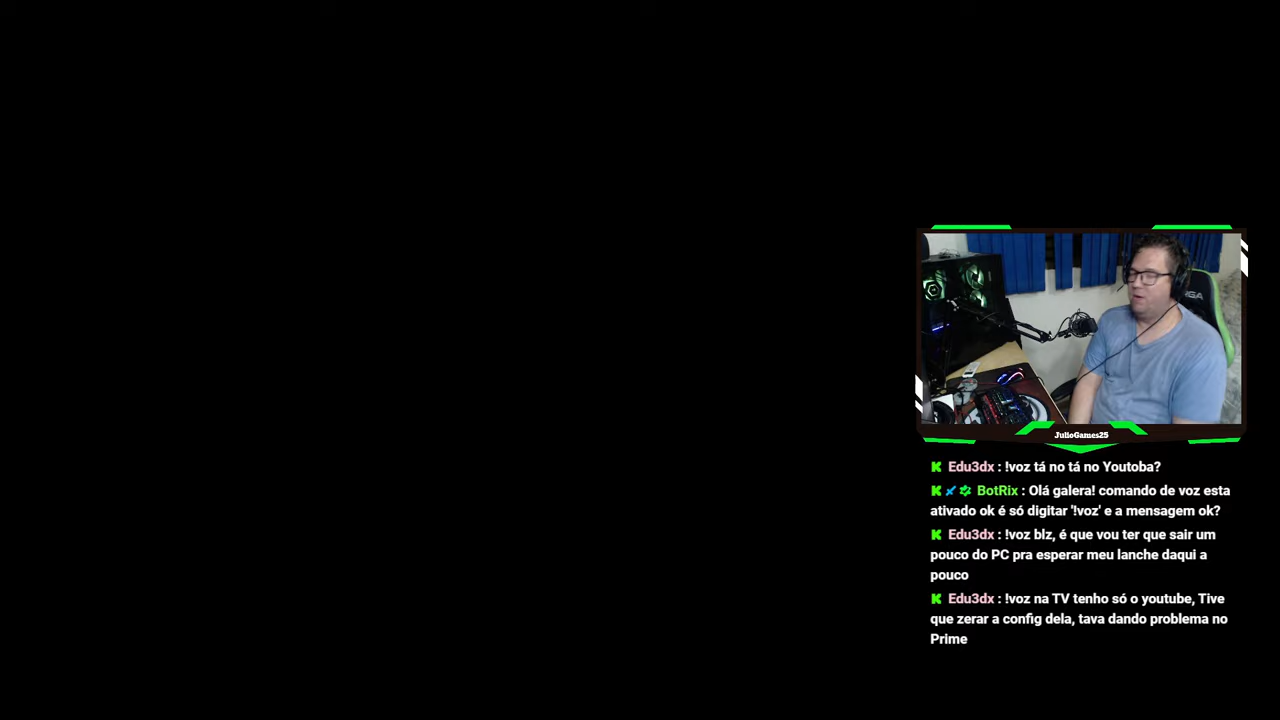 JulioGames25
Edu3dx : !voz tá no tá no Youtoba?
BotRix : Olá galera! comando de voz esta
ativado ok é só digitar '!voz' e a mensagem ok?
Edu3dx : !voz blz, é que vou ter que sair um
pouco do PC pra esperar meu lanche daqui a
pouco
Edu3dx : !voz na TV tenho só o youtube, Tive
que zerar a config dela, tava dando problema no
Prime